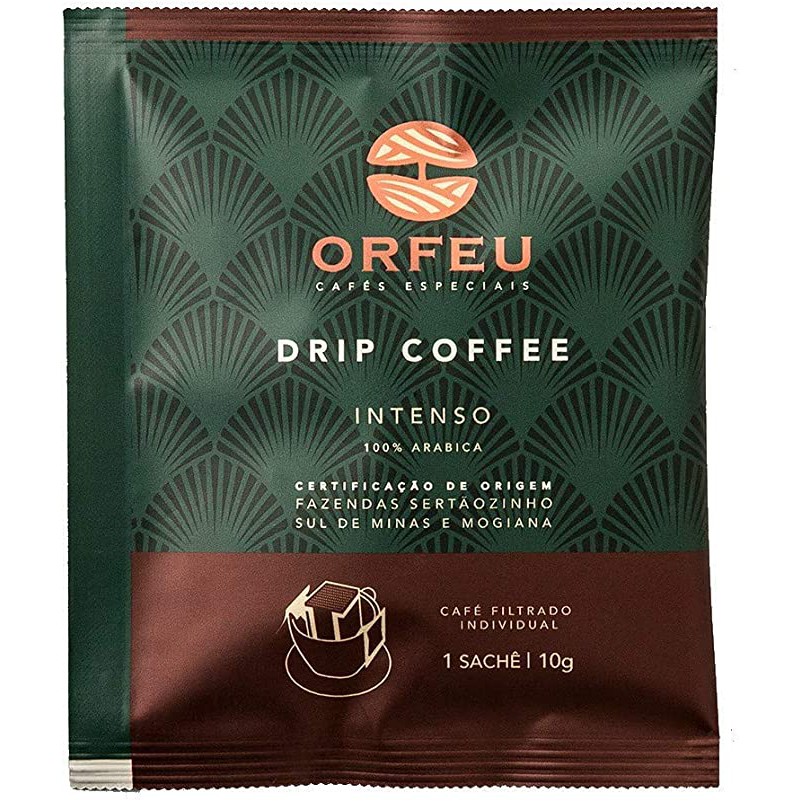 ORFEU
CAFÉS ESPECIAIS
DRIP COFFEE
INTENSO
100% ARABICA
CERTIFICAÇÃO DE ORIGEM
FAZENDAS SERTÃOZINHO
SUL DE MINAS E MOGIANA
CAFÉ FILTRADO
INDIVIDUAL
1 SACHÊ | 10g